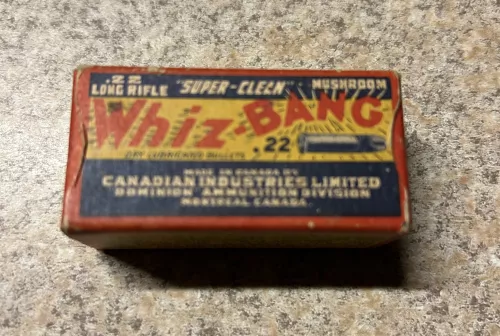 .22 LONG RIFLE "SUPER-CLEAN" MUSHROOM
Whiz-BANG
DRY LUBRICATED BULLETS .22
MADE IN CANADA BY
CANADIAN INDUSTRIES LIMITED
DOMINION AMMUNITION DIVISION
MONTREAL CANADA